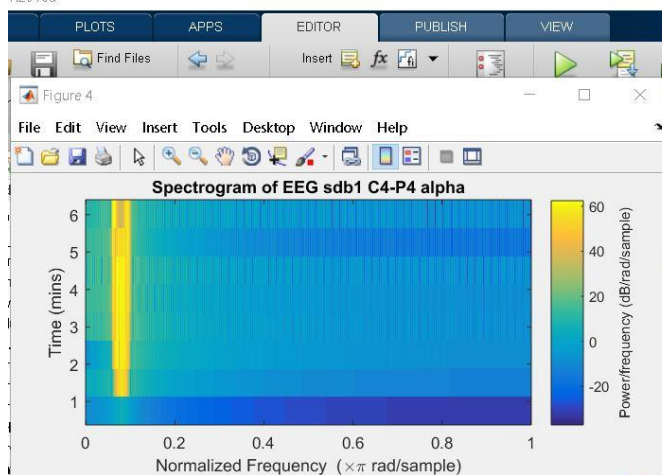 PLOTS APPS EDITOR PUBLISH VIEW
Find Files Insert fx
Figure 4
File Edit View Insert Tools Desktop Window Help
Spectrogram of EEG sdb1 C4-P4 alpha
6
5
4
3
2
1
Time (mins)
0 0.2 0.4 0.6 0.8 1
Normalized Frequency (×π rad/sample)
60
40
20
0
-20
Power/frequency (dB/rad/sample)